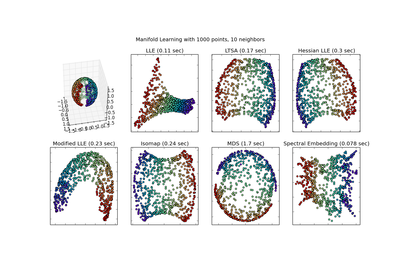 Manifold Learning with 1000 points, 10 neighbors
LLE (0.11 sec)
LTSA (0.17 sec)
Hessian LLE (0.3 sec)
Modified LLE (0.23 sec)
Isomap (0.24 sec)
MDS (1.7 sec)
Spectral Embedding (0.078 sec)